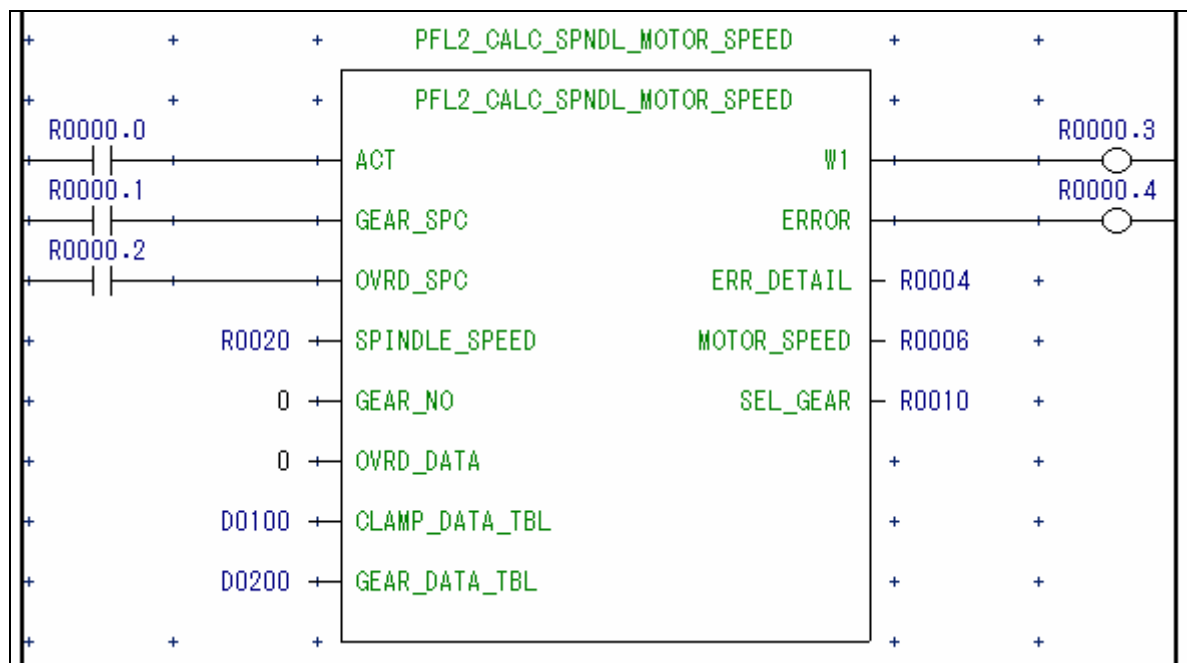 PFL2_CALC_SPNDL_MOTOR_SPEED
PFL2_CALC_SPNDL_MOTOR_SPEED
R0000.0 R0000.3
ACT W1
R0000.1 R0000.4
GEAR_SPC ERROR
R0000.2
OVRD_SPC ERR_DETAIL R0004
R0020 SPINDLE_SPEED MOTOR_SPEED R0006
0 GEAR_NO SEL_GEAR R0010
0 OVRD_DATA
D0100 CLAMP_DATA_TBL
D0200 GEAR_DATA_TBL